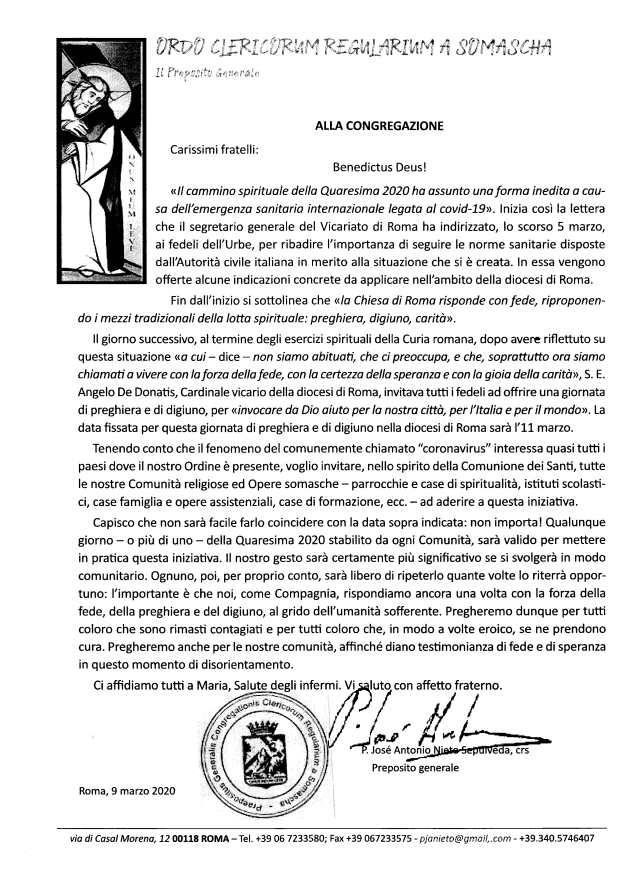 ORDO CLERICORUM REGULARIUM A SOMASCHA
Il Preposito Generale
ONUS MEUM LEVE
ALLA CONGREGAZIONE
Carissimi fratelli:
Benedictus Deus!
«Il cammino spirituale della Quaresima 2020 ha assunto una forma inedita a cau-
sa dell'emergenza sanitaria internazionale legata al covid-19». Inizia così la lettera
che il segretario generale del Vicariato di Roma ha indirizzato, lo scorso 5 marzo,
ai fedeli dell'Urbe, per ribadire l'importanza di seguire le norme sanitarie disposte
dall'Autorità civile italiana in merito alla situazione che si è creata. In essa vengono
offerte alcune indicazioni concrete da applicare nell'ambito della diocesi di Roma.
Fin dall'inizio si sottolinea che «la Chiesa di Roma risponde con fede, riproponen-
do i mezzi tradizionali della lotta spirituale: preghiera, digiuno, carità».
Il giorno successivo, al termine degli esercizi spirituali della Curia romana, dopo avere riflettuto su
questa situazione «a cui – dice – non siamo abituati, che ci preoccupa, e che, soprattutto ora siamo
chiamati a vivere con la forza della fede, con la certezza della speranza e con la gioia della carità», S. E.
Angelo De Donatis, Cardinale vicario della diocesi di Roma, invitava tutti i fedeli ad offrire una giornata
di preghiera e di digiuno, per «invocare da Dio aiuto per la nostra città, per l'Italia e per il mondo». La
data fissata per questa giornata di preghiera e di digiuno nella diocesi di Roma sarà l'11 marzo.
Tenendo conto che il fenomeno del comunemente chiamato "coronavirus" interessa quasi tutti i
paesi dove il nostro Ordine è presente, voglio invitare, nello spirito della Comunione dei Santi, tutte
le nostre Comunità religiose ed Opere somasche – parrocchie e case di spiritualità, istituti scolasti-
ci, case famiglia e opere assistenziali, case di formazione, ecc. – ad aderire a questa iniziativa.
Capisco che non sarà facile farlo coincidere con la data sopra indicata: non importa! Qualunque
giorno – o più di uno – della Quaresima 2020 stabilito da ogni Comunità, sarà valido per mettere
in pratica questa iniziativa. Il nostro gesto sarà certamente più significativo se si svolgerà in modo
comunitario. Ognuno, poi, per proprio conto, sarà libero di ripeterlo quante volte lo riterrà oppor-
tuno: l'importante è che noi, come Compagnia, rispondiamo ancora una volta con la forza della
fede, della preghiera e del digiuno, al grido dell'umanità sofferente. Pregheremo dunque per tutti
coloro che sono rimasti contagiati e per tutti coloro che, in modo a volte eroico, se ne prendono
cura. Pregheremo anche per le nostre comunità, affinché diano testimonianza di fede e di speranza
in questo momento di disorientamento.
Ci affidiamo tutti a Maria, Salute degli infermi. Vi saluto con affetto fraterno.
Praepositus Generalis Congregationis Clericorum Regularium a Somascha
P. José Antonio Nieto Sepúlveda, crs
Preposito generale
Roma, 9 marzo 2020
via di Casal Morena, 12 00118 ROMA – Tel. +39 06 7233580; Fax +39 067233575 - pjanieto@gmail,.com - +39.340.5746407